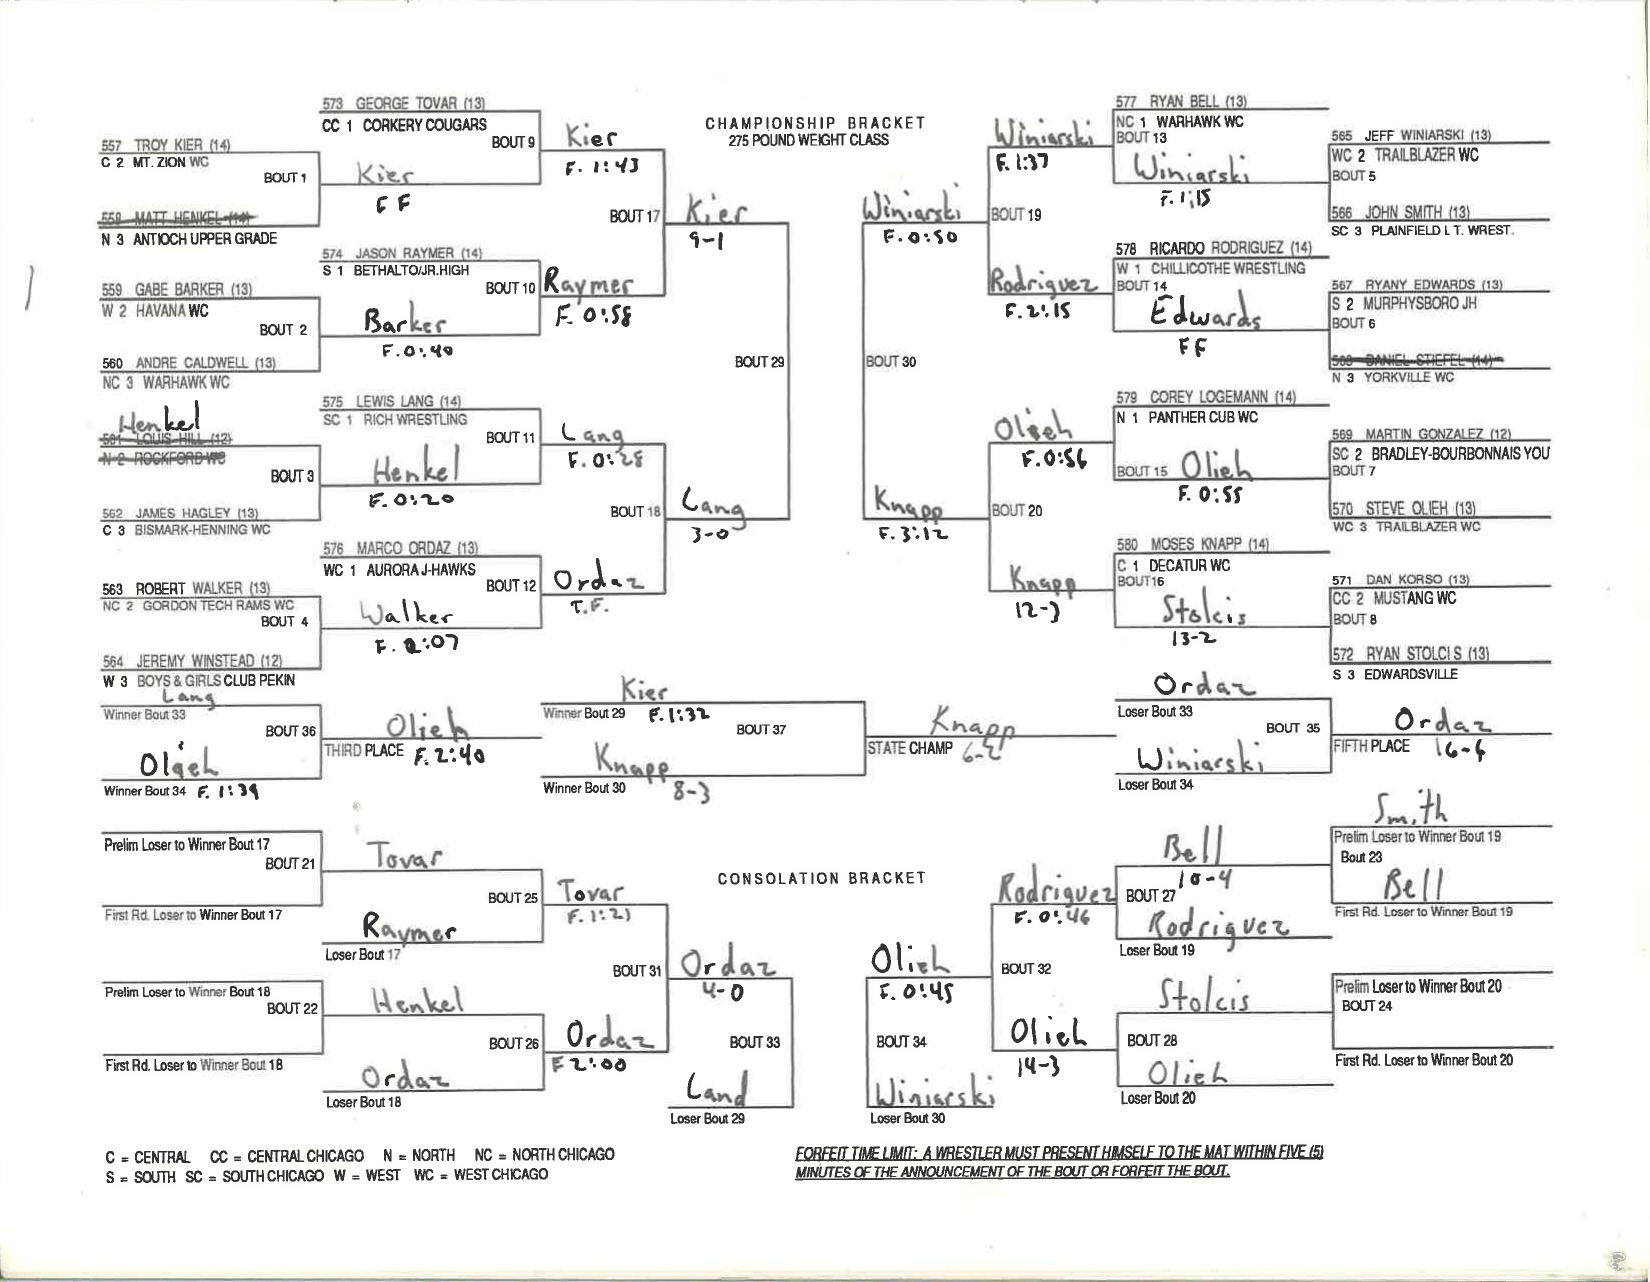 CHAMPIONSHIP BRACKET
275 POUND WEIGHT CLASS
557 TROY KIER (14)
C 2 MT. ZION WC
BOUT 1
558 MATT HENKEL (14)
N 3 ANTIOCH UPPER GRADE
559 GABE BARKER (13)
W 2 HAVANA WC
BOUT 2
560 ANDRE CALDWELL (13)
NC 3 WARHAWK WC
Henkel
561 LOUIS HILL (12)
N 2 ROCKFORD WC
BOUT 3
562 JAMES HAGLEY (13)
C 3 BISMARK-HENNING WC
563 ROBERT WALKER (13)
NC 2 GORDON TECH RAMS WC
BOUT 4
564 JEREMY WINSTEAD (12)
W 3 BOYS & GIRLS CLUB PEKIN
573 GEORGE TOVAR (13)
CC 1 CORKERY COUGARS
BOUT 9
Kier
F F
574 JASON RAYMER (14)
S 1 BETHALTO/JR.HIGH
BOUT 10
Barker
F. 0:40
575 LEWIS LANG (14)
SC 1 RICH WRESTLING
BOUT 11
Henkel
F. 0:20
576 MARCO ORDAZ (13)
WC 1 AURORA J-HAWKS
BOUT 12
Walker
F. 2:07
Kier
F. 1:43
BOUT 17
Raymer
F. 0:58
Lang
F. 0:28
BOUT 18
Ordaz
T.F.
Kier
9-1
BOUT 29
Lang
3-0
Winiarski
F. 0:50
BOUT 30
Knapp
F. 3:12
Winiarski
F. 1:37
BOUT 19
Rodriguez
F. 2:15
Olieh
F. 0:56
BOUT 20
Knapp
12-3
577 RYAN BELL (13)
NC 1 WARHAWK WC
BOUT 13
Winiarski
F. 1:15
578 RICARDO RODRIGUEZ (14)
W 1 CHILLICOTHE WRESTLING
BOUT 14
Edwards
F F
579 COREY LOGEMANN (14)
N 1 PANTHER CUB WC
BOUT 15 Olieh
F. 0:55
580 MOSES KNAPP (14)
C 1 DECATUR WC
BOUT16
Stolcis
13-2
565 JEFF WINIARSKI (13)
WC 2 TRAILBLAZER WC
BOUT 5
566 JOHN SMITH (13)
SC 3 PLAINFIELD L T. WREST.
567 RYANY EDWARDS (13)
S 2 MURPHYSBORO JH
BOUT 6
568 DANIEL STIEFEL (14)
N 3 YORKVILLE WC
569 MARTIN GONZALEZ (12)
SC 2 BRADLEY-BOURBONNAIS YOU
BOUT 7
570 STEVE OLIEH (13)
WC 3 TRAILBLAZER WC
571 DAN KORSO (13)
CC 2 MUSTANG WC
BOUT 8
572 RYAN STOLCI S (13)
S 3 EDWARDSVILLE
Lang
Winner Bout 33
BOUT 36
Olieh
Winner Bout 34 F. 1:39
Olieh
THIRD PLACE F. 2:40
Kier
Winner Bout 29 F. 1:32
BOUT 37
Knapp
Winner Bout 30 8-3
Knapp
STATE CHAMP 6-2
Ordaz
Loser Bout 33
BOUT 35
Winiarski
Loser Bout 34
Ordaz
FIFTH PLACE 16-6
CONSOLATION BRACKET
Prelim Loser to Winner Bout 17
BOUT 21
First Rd. Loser to Winner Bout 17
Prelim Loser to Winner Bout 18
BOUT 22
First Rd. Loser to Winner Bout 18
Tovar
BOUT 25
Raymer
Loser Bout 17
Henkel
BOUT 26
Ordaz
Loser Bout 18
Tovar
F. 1:21
BOUT 31
Ordaz
F 2:00
Ordaz
4-0
BOUT 33
Land
Loser Bout 29
Olieh
F. 0:45
BOUT 34
Winiarski
Loser Bout 30
Rodriguez
F. 0:46
BOUT 32
Olieh
14-3
Bell
10-4
BOUT 27
Rodriguez
Loser Bout 19
Stolcis
BOUT 28
Olieh
Loser Bout 20
Smith
Prelim Loser to Winner Bout 19
Bout 23
Bell
First Rd. Loser to Winner Bout 19
Prelim Loser to Winner Bout 20
BOUT 24
First Rd. Loser to Winner Bout 20
C = CENTRAL CC = CENTRAL CHICAGO N = NORTH NC = NORTH CHICAGO
S = SOUTH SC = SOUTH CHICAGO W = WEST WC = WEST CHICAGO
FORFEIT TIME LIMIT: A WRESTLER MUST PRESENT HIMSELF TO THE MAT WITHIN FIVE (5)
MINUTES OF THE ANNOUNCEMENT OF THE BOUT OR FORFEIT THE BOUT.